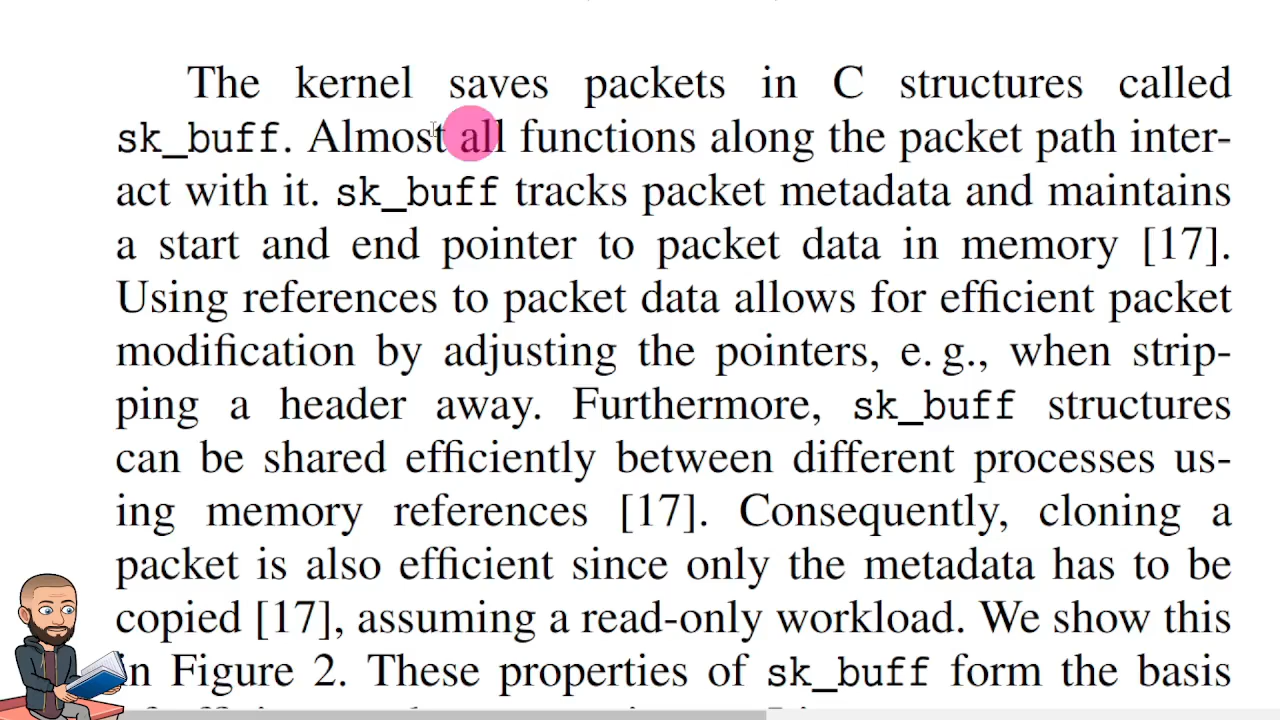 The kernel saves packets in C structures called
sk_buff. Almost all functions along the packet path inter-
act with it. sk_buff tracks packet metadata and maintains
a start and end pointer to packet data in memory [17].
Using references to packet data allows for efficient packet
modification by adjusting the pointers, e. g., when strip-
ping a header away. Furthermore, sk_buff structures
can be shared efficiently between different processes us-
ing memory references [17]. Consequently, cloning a
packet is also efficient since only the metadata has to be
copied [17], assuming a read-only workload. We show this
in Figure 2. These properties of sk_buff form the basis